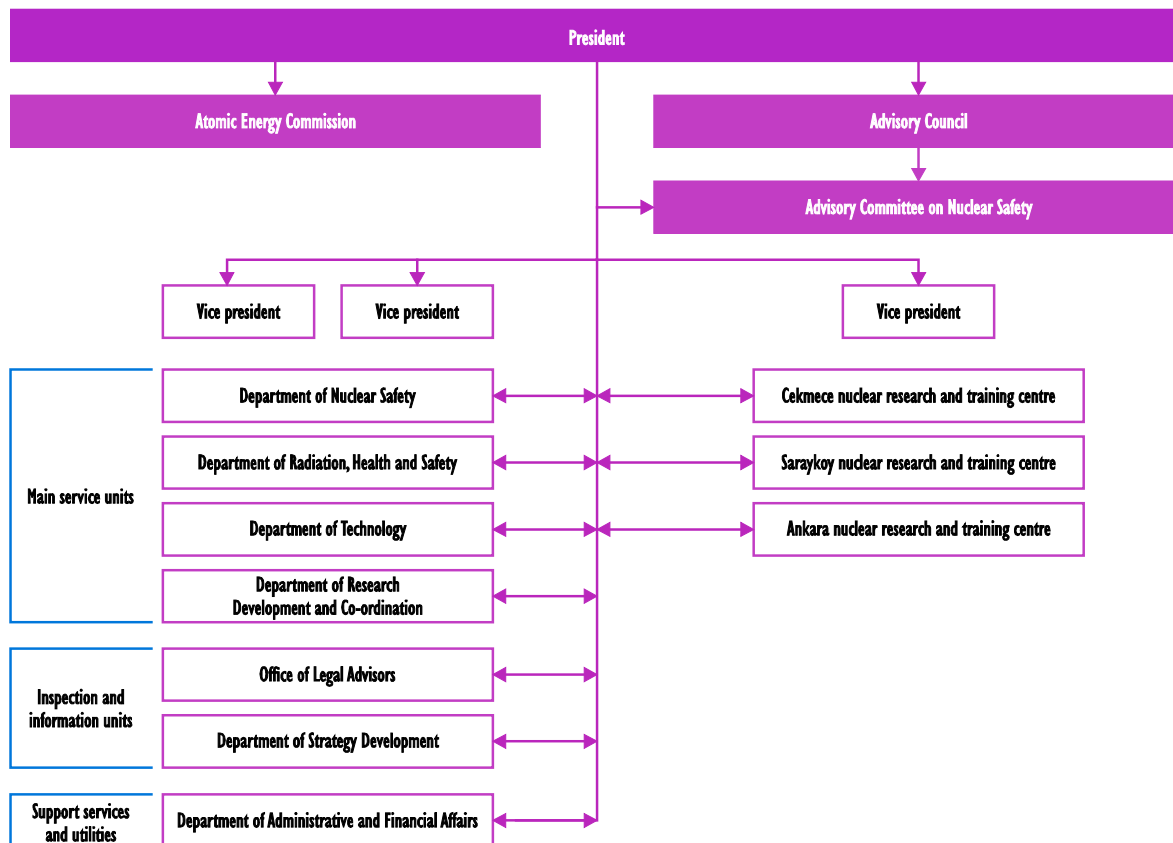 President
Atomic Energy Commission
Advisory Council
Advisory Committee on Nuclear Safety
Vice president
Vice president
Vice president
Main service units
Department of Nuclear Safety
Cekmece nuclear research and training centre
Department of Radiation, Health and Safety
Saraykoy nuclear research and training centre
Department of Technology
Ankara nuclear research and training centre
Department of Research
Development and Co-ordination
Inspection and
information units
Office of Legal Advisors
Department of Strategy Development
Support services
and utilities
Department of Administrative and Financial Affairs